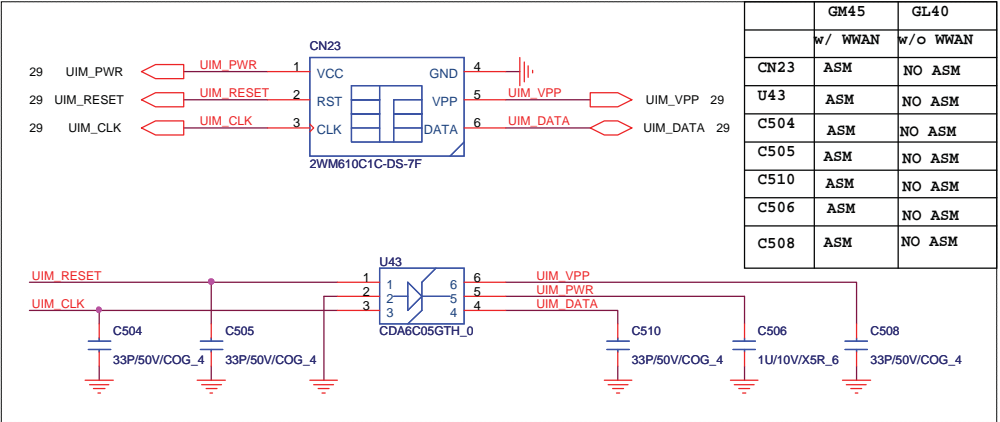 GM45 GL40
w/ WWAN w/o WWAN
CN23 ASM NO ASM
U43 ASM NO ASM
C504 ASM NO ASM
C505 ASM NO ASM
C510 ASM NO ASM
C506 ASM NO ASM
C508 ASM NO ASM
CN23
29 UIM_PWR UIM_PWR 1 VCC GND 4
29 UIM_RESET UIM_RESET 2 RST VPP 5 UIM_VPP UIM_VPP 29
29 UIM_CLK UIM_CLK 3 CLK DATA 6 UIM_DATA UIM_DATA 29
2WM610C1C-DS-7F
U43
UIM_RESET 1 1 6 6 UIM_VPP
2 2 5 5 UIM_PWR
UIM_CLK 3 3 4 4 UIM_DATA
CDA6C05GTH_0
C504 C505 C510 C506 C508
33P/50V/COG_4 33P/50V/COG_4 33P/50V/COG_4 1U/10V/X5R_6 33P/50V/COG_4